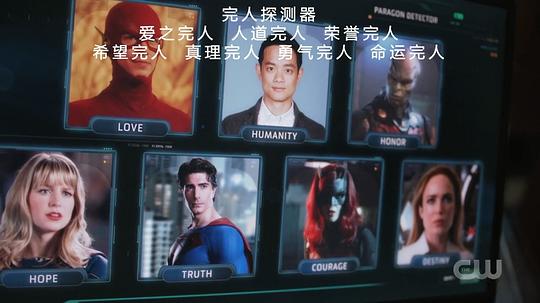 完人探测器
PARAGON DETECTOR
爱之完人 人道完人 荣誉完人
希望完人 真理完人 勇气完人 命运完人
LOVE
HUMANITY
HONOR
HOPE
TRUTH
COURAGE
DESTINY
THE CW